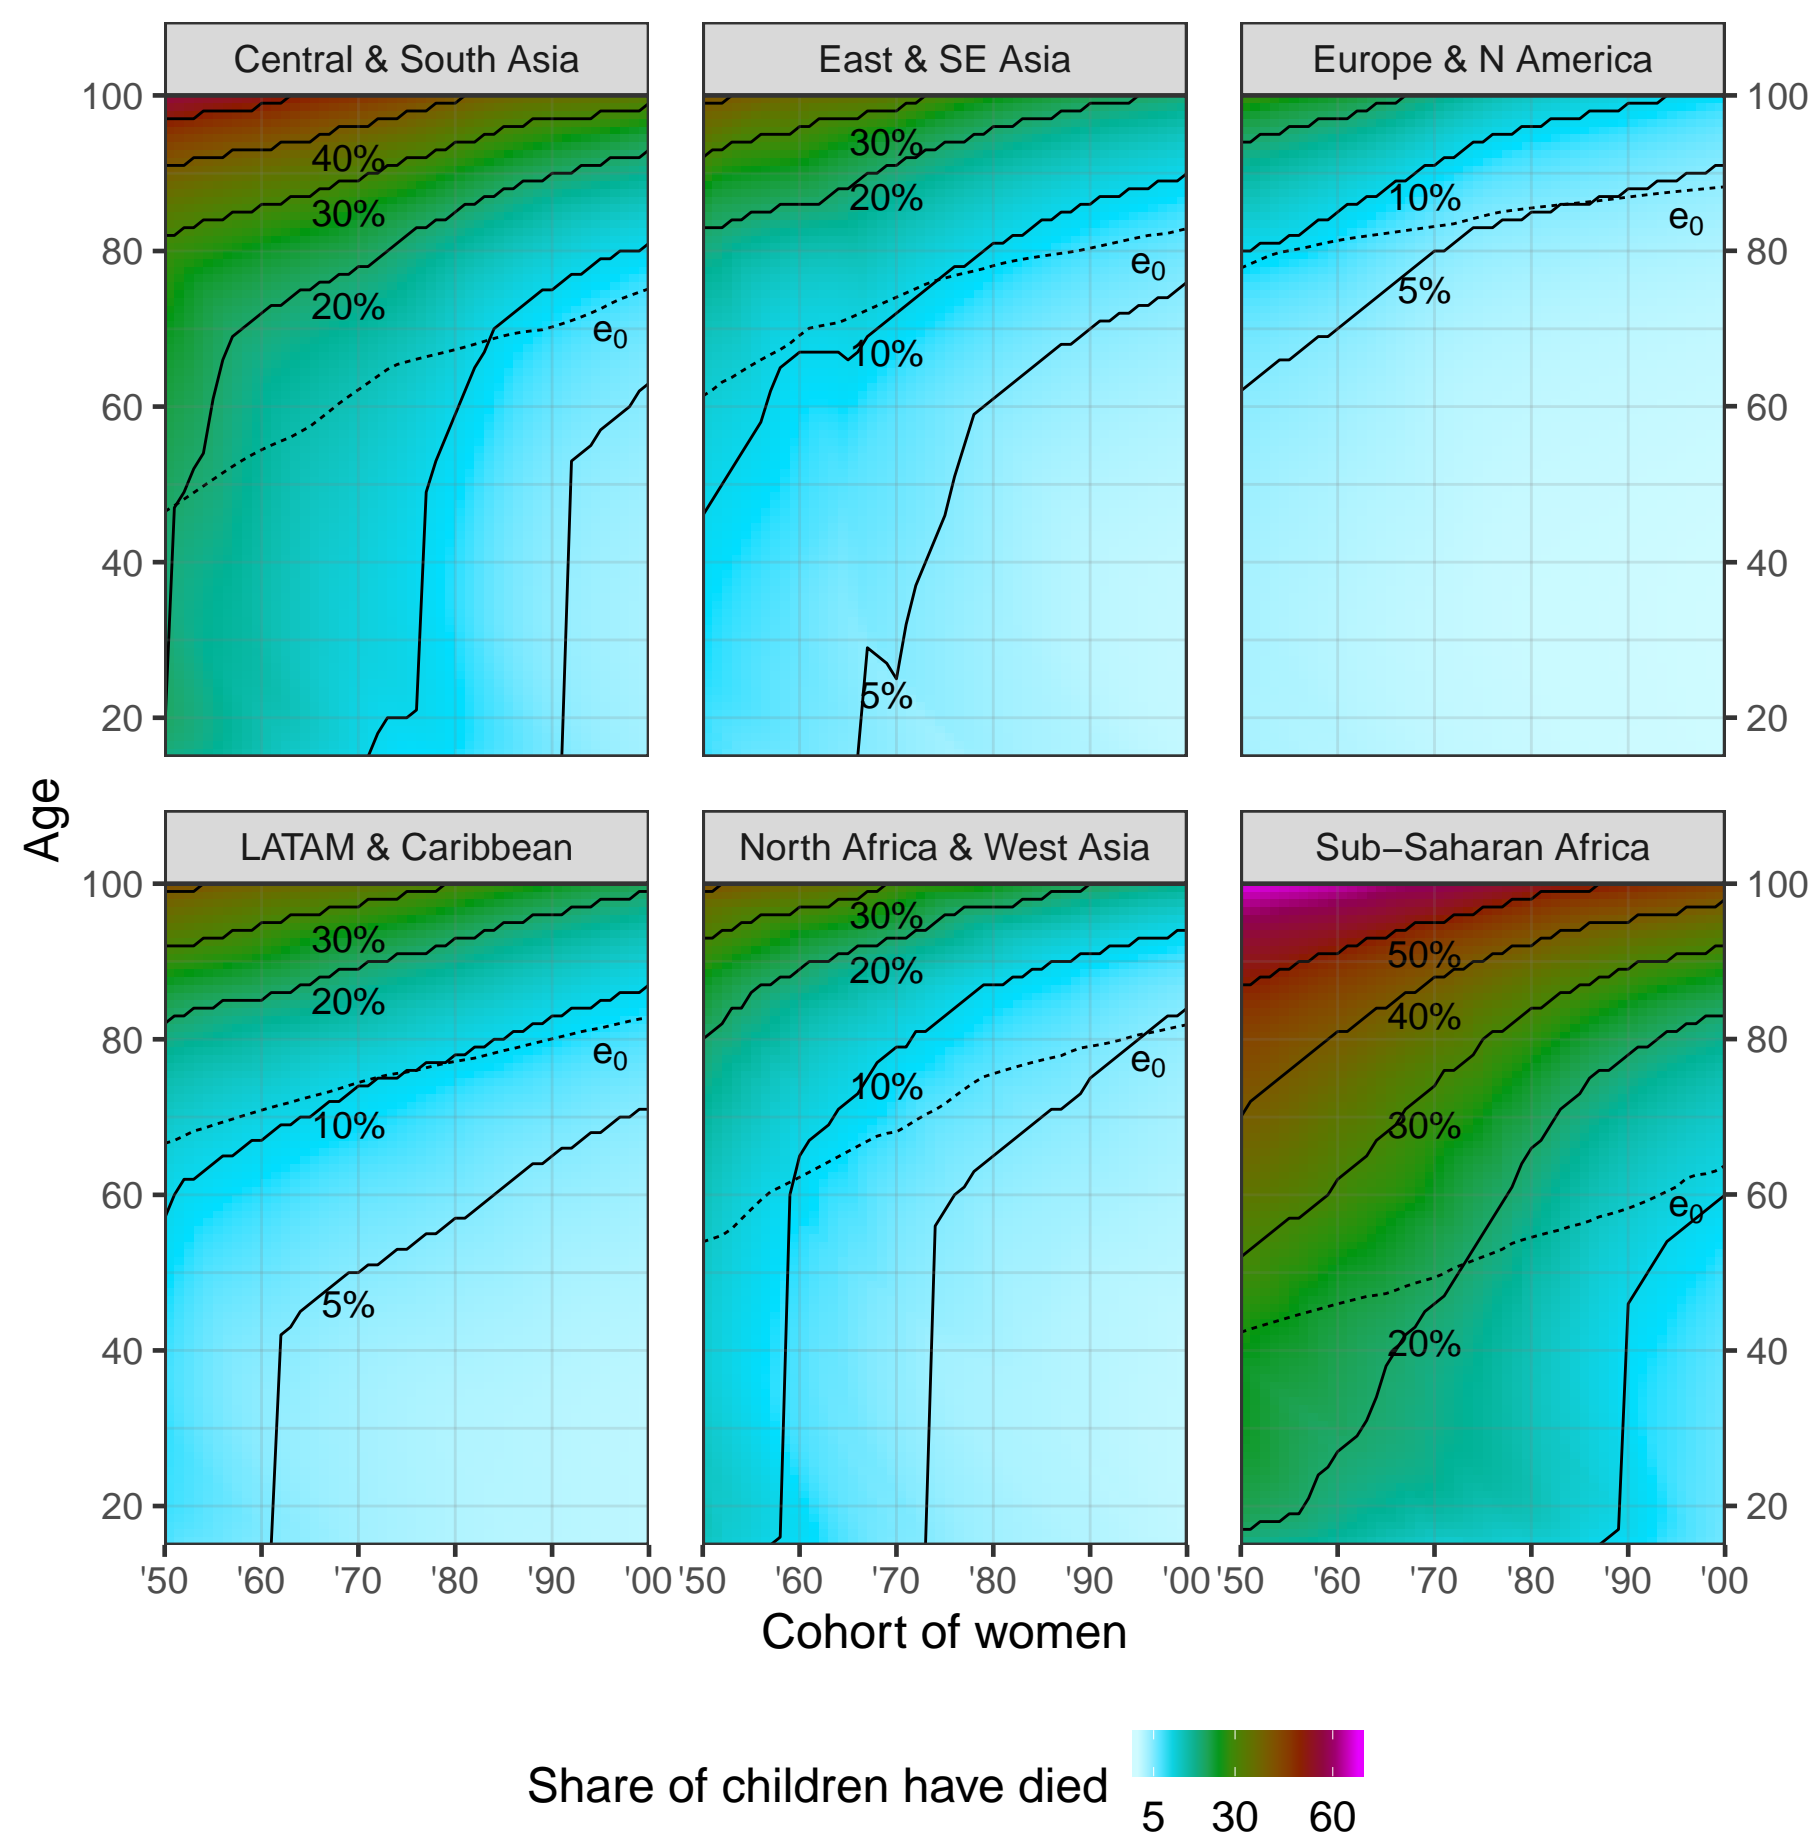 Central & South Asia
East & SE Asia
Europe & N America
100
80
60
40
20
40%
30%
20%
e0
30%
20%
10%
5%
e0
10%
5%
e0
100
80
60
40
20
Age
LATAM & Caribbean
North Africa & West Asia
Sub−Saharan Africa
100
80
60
40
20
30%
20%
10%
5%
e0
30%
20%
10%
e0
50%
40%
30%
20%
e0
100
80
60
40
20
'50 '60 '70 '80 '90 '00
'50 '60 '70 '80 '90 '00
'50 '60 '70 '80 '90 '00
Cohort of women
Share of children have died
5 30 60